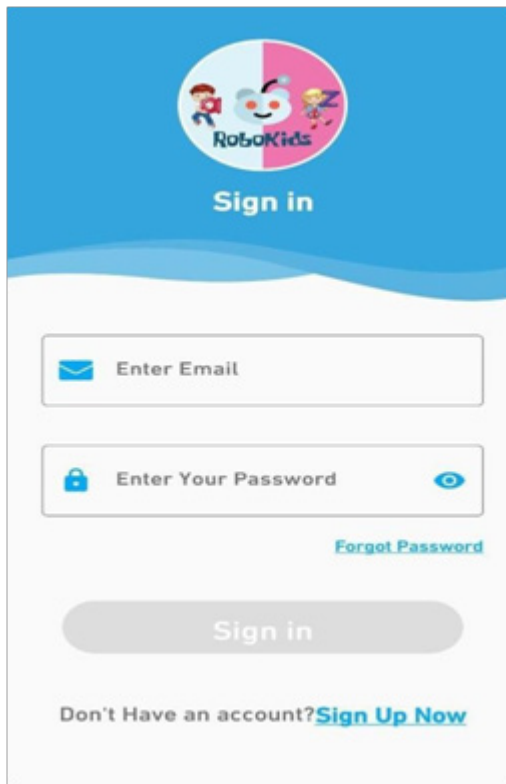 RoboKids
Sign in
Enter Email
Enter Your Password
Forgot Password
Sign in
Don't Have an account?Sign Up Now